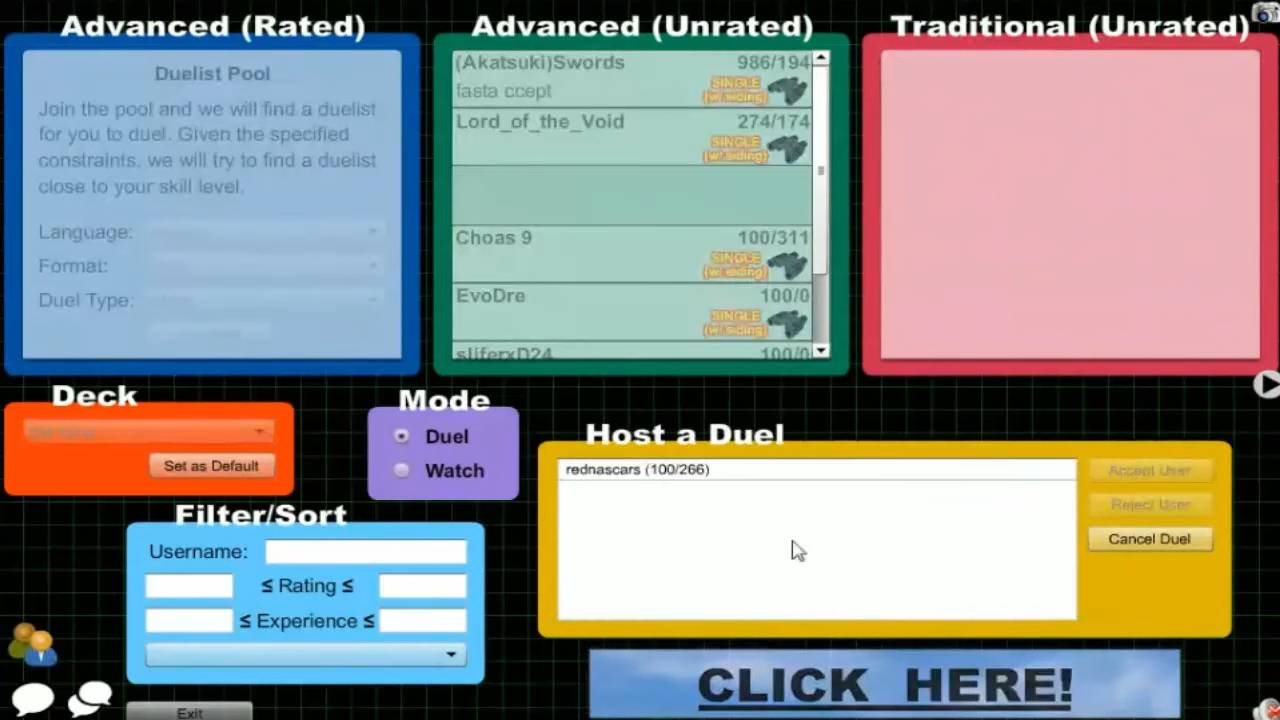 Advanced (Rated)
Duelist Pool
Join the pool and we will find a duelist
for you to duel. Given the specified
constraints, we will try to find a duelist
close to your skill level.
Language:
Format:
Duel Type:
Advanced (Unrated)
(Akatsuki)Swords 986/194
fasta ccept SINGLE
(w/ siding)
Lord_of_the_Void 274/174
SINGLE
(w/ siding)
Choas 9 100/311
SINGLE
(w/ siding)
EvoDre 100/0
SINGLE
(w/ siding)
sliferxD24 100/0
Traditional (Unrated)
Deck
Set as Default
Mode
Duel
Watch
Filter/Sort
Username:
≤ Rating ≤
≤ Experience ≤
Host a Duel
rednascars (100/266)
Accept User
Reject User
Cancel Duel
CLICK HERE!
Exit